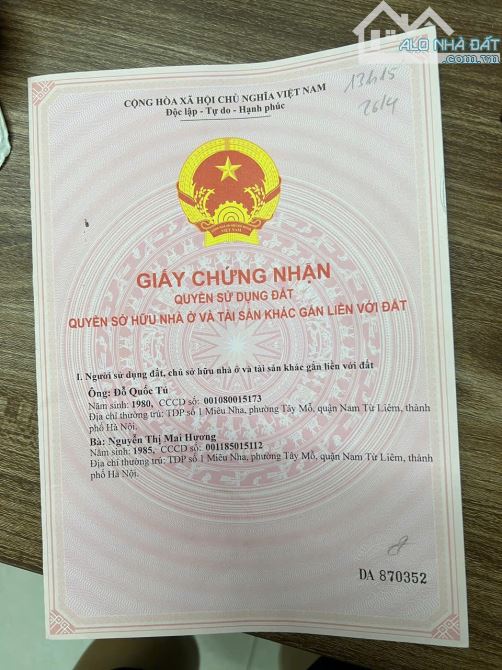 ALO NHÀ ĐẤT
.com.vn
13h15
26/4
CỘNG HÒA XÃ HỘI CHỦ NGHĨA VIỆT NAM
Độc lập - Tự do - Hạnh phúc
VIỆT NAM
GIẤY CHỨNG NHẬN
QUYỀN SỬ DỤNG ĐẤT
QUYỀN SỞ HỮU NHÀ Ở VÀ TÀI SẢN KHÁC GẮN LIỀN VỚI ĐẤT
I. Người sử dụng đất, chủ sở hữu nhà ở và tài sản khác gắn liền với đất
Ông: Đỗ Quốc Tú
Năm sinh: 1980, CCCD số: 001080015173
Địa chỉ thường trú: TDP số 1 Miêu Nha, phường Tây Mỗ, quận Nam Từ Liêm, thành
phố Hà Nội.
Bà: Nguyễn Thị Mai Hương
Năm sinh: 1985, CCCD số: 001185015112
Địa chỉ thường trú: TDP số 1 Miêu Nha, phường Tây Mỗ, quận Nam Từ Liêm, thành phố
Hà Nội.
DA 870352